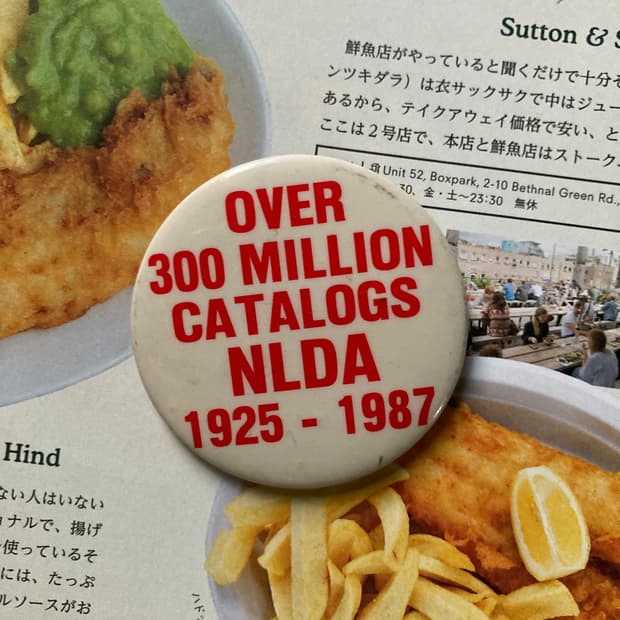 Sutton & S
鮮魚店がやっていると聞くだけで十分そ
ンツキダラ）は衣サックサクで中はジュー
あるから、テイクアウェイ価格で安い、と
ここは２号店で、本店と鮮魚店はストーク
Unit 52, Boxpark, 2-10 Bethnal Green Rd.,
30、金・土～23:30 無休
OVER
300 MILLION
CATALOGS
NLDA
1925 - 1987
Hind
ない人はいない
ョナルで、揚げ
使っているそ
には、たっぷ
ルソースがお
ハドッ